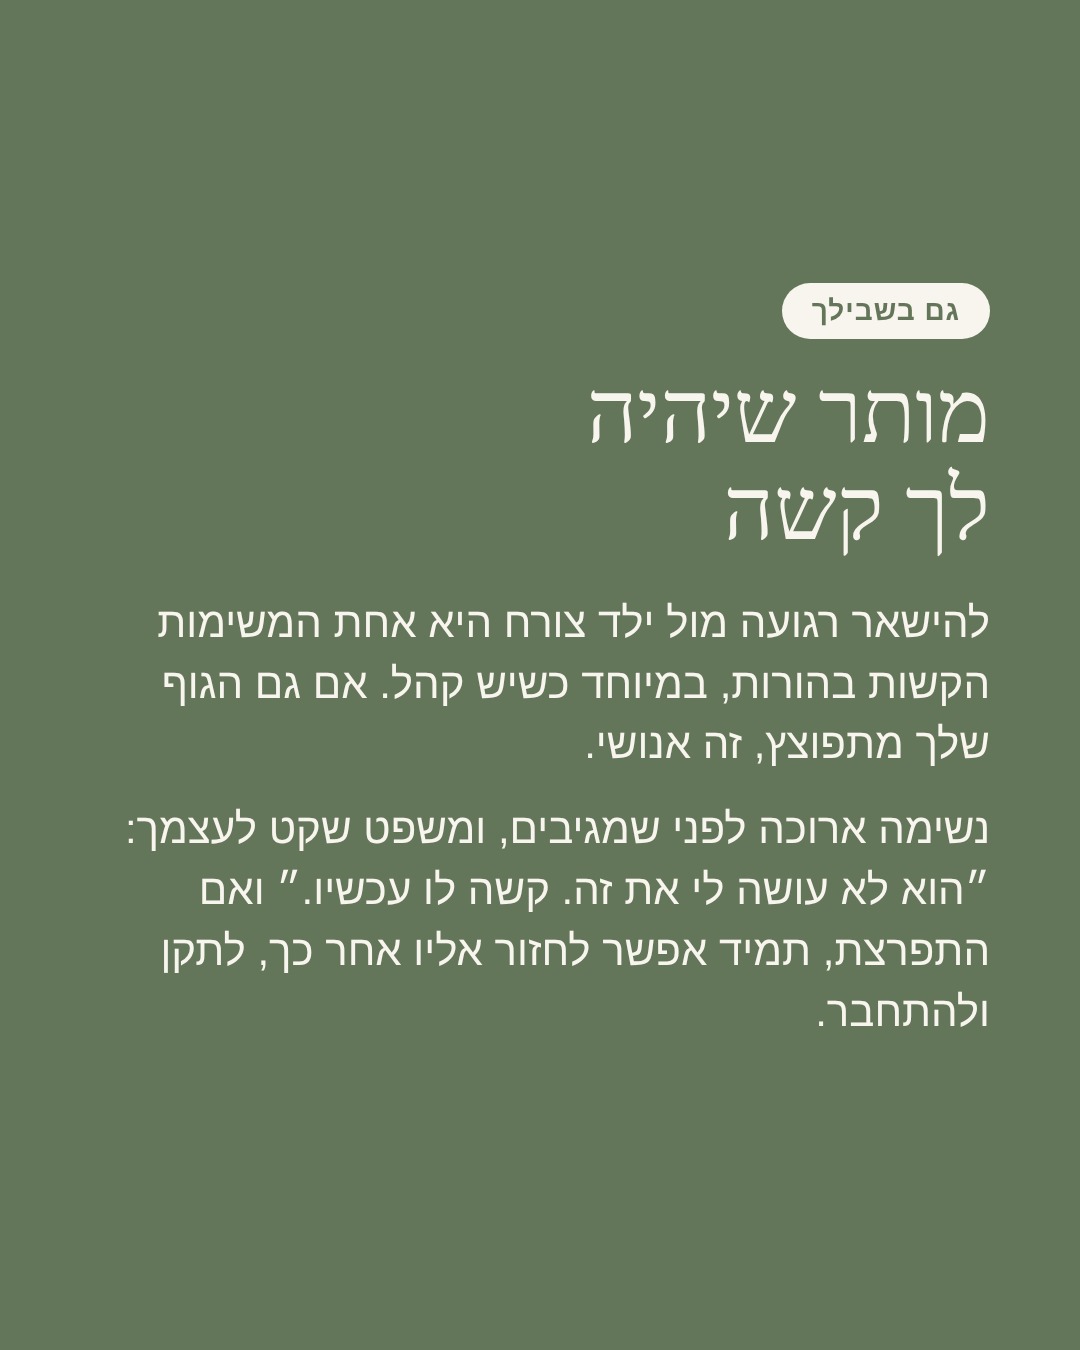 גם בשבילך
מותר שיהיה
לך קשה
להישאר רגועה מול ילד צורח היא אחת המשימות
הקשות בהורות, במיוחד כשיש קהל. אם גם הגוף
שלך מתפוצץ, זה אנושי.
נשימה ארוכה לפני שמגיבים, ומשפט שקט לעצמך:
״הוא לא עושה לי את זה. קשה לו עכשיו.״ ואם
התפרצת, תמיד אפשר לחזור אליו אחר כך, לתקן
ולהתחבר.